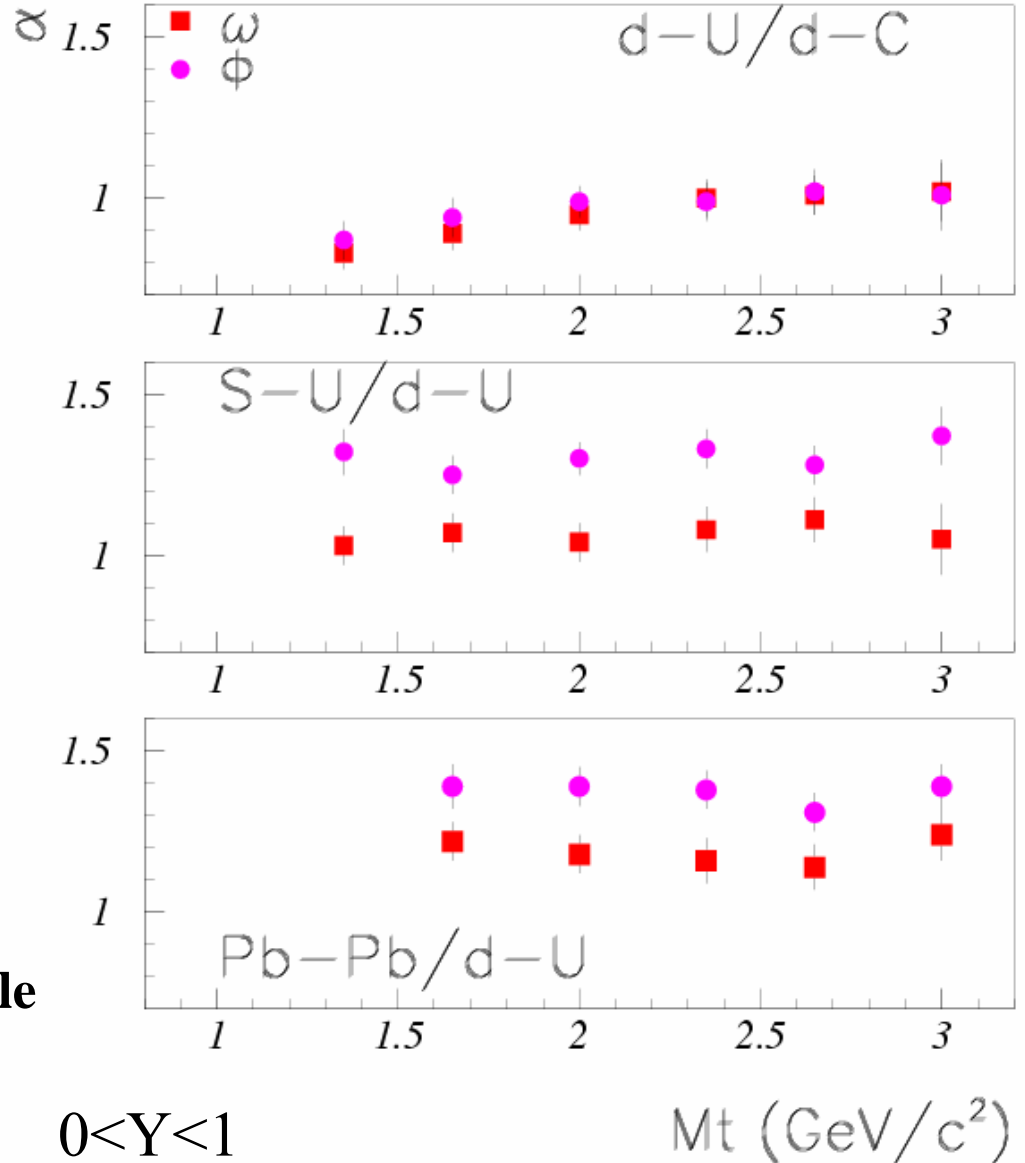 α 1.5 ω d-U/d-C
ϕ
1
1 1.5 2 2.5 3
1.5 S-U/d-U
1
1 1.5 2 2.5 3
1.5
1
Pb-Pb/d-U
le
1 1.5 2 2.5 3
0<Y<1 Mt (GeV/c²)